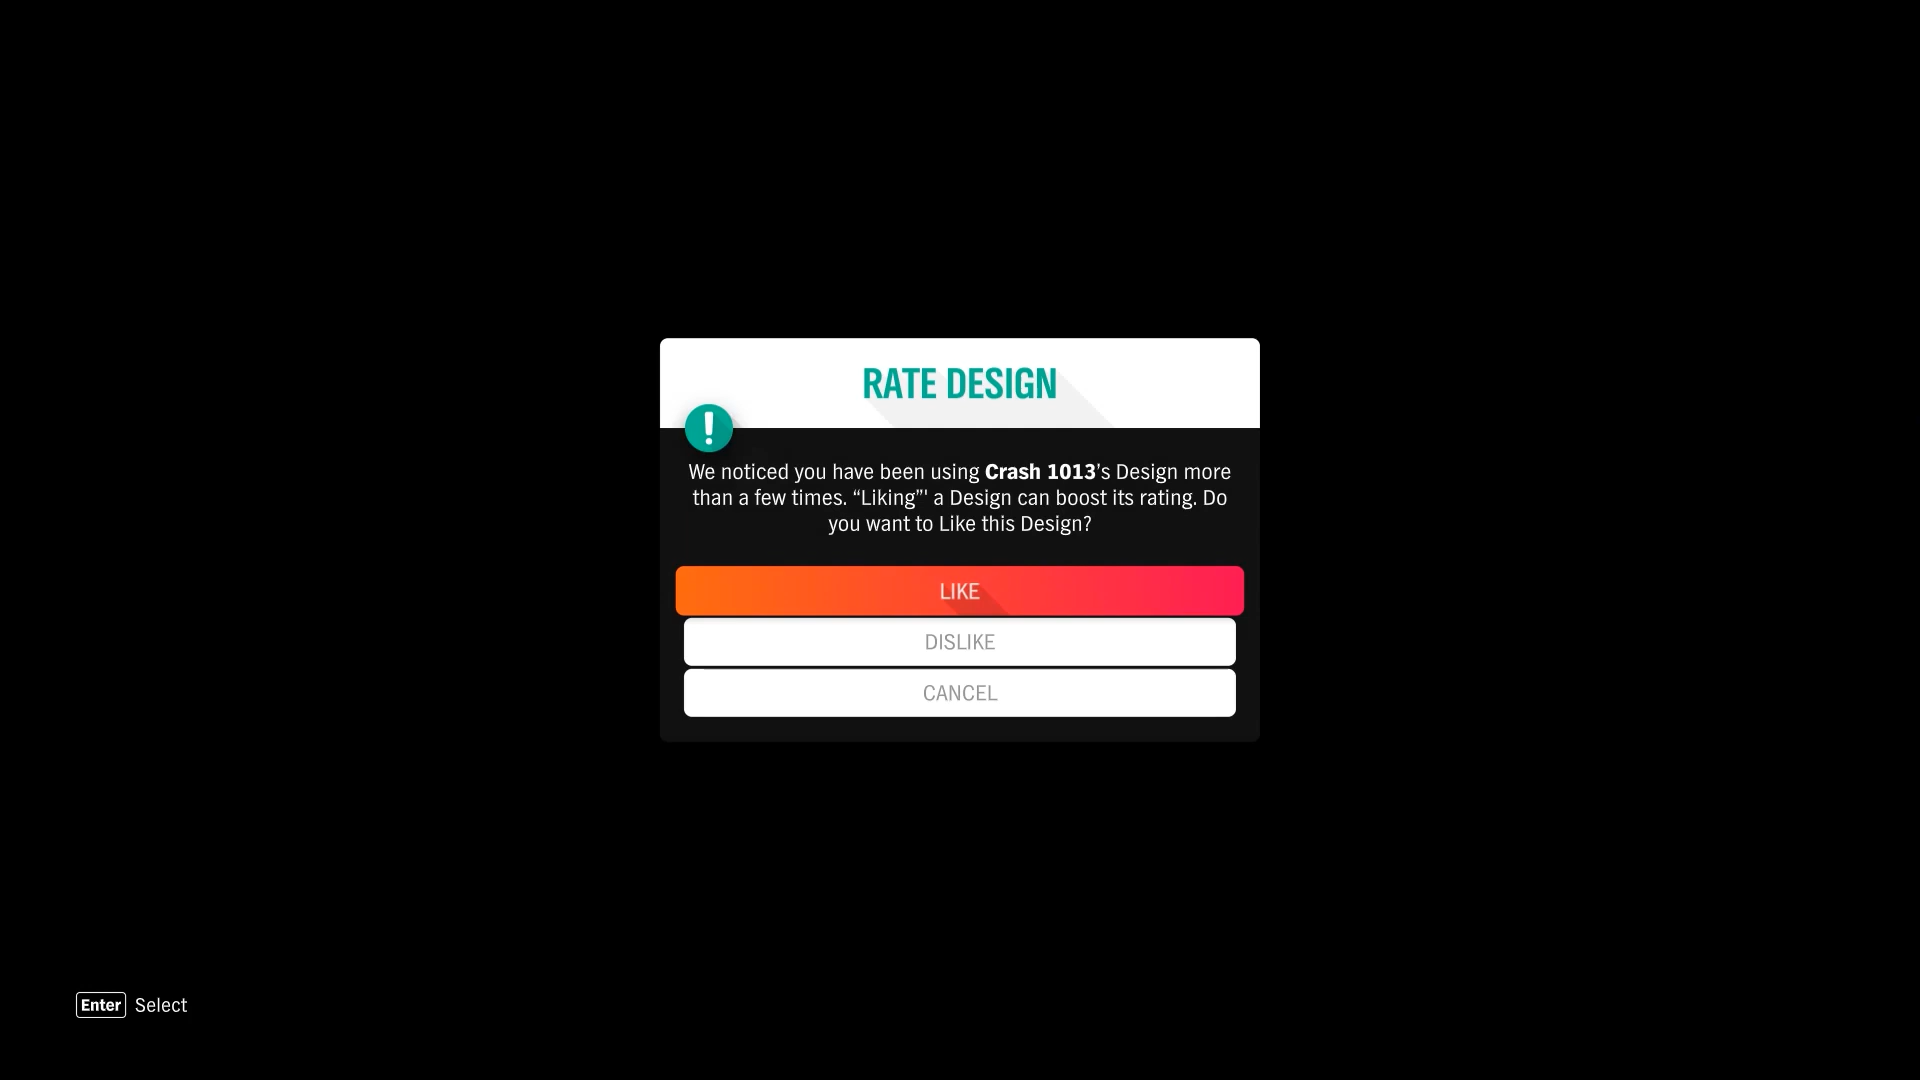 RATE DESIGN
!
We noticed you have been using Crash 1013’s Design more
than a few times. “Liking”' a Design can boost its rating. Do
you want to Like this Design?
LIKE
DISLIKE
CANCEL
Enter Select